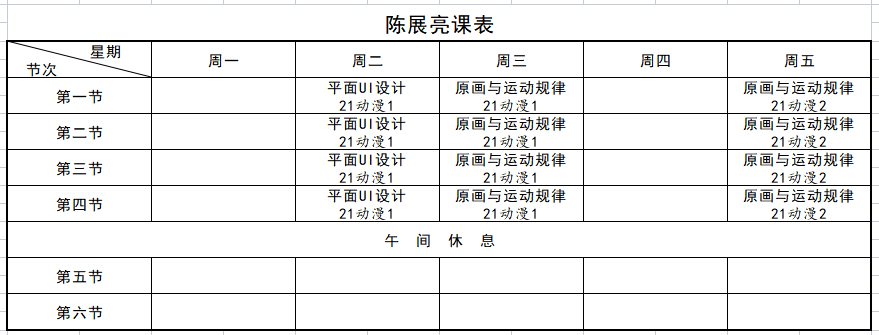 陈展亮课表
星期
节次
周一
周二
周三
周四
周五
第一节
平面UI设计
21动漫1
原画与运动规律
21动漫1
原画与运动规律
21动漫2
第二节
平面UI设计
21动漫1
原画与运动规律
21动漫1
原画与运动规律
21动漫2
第三节
平面UI设计
21动漫1
原画与运动规律
21动漫1
原画与运动规律
21动漫2
第四节
平面UI设计
21动漫1
原画与运动规律
21动漫1
原画与运动规律
21动漫2
午 间 休 息
第五节
第六节